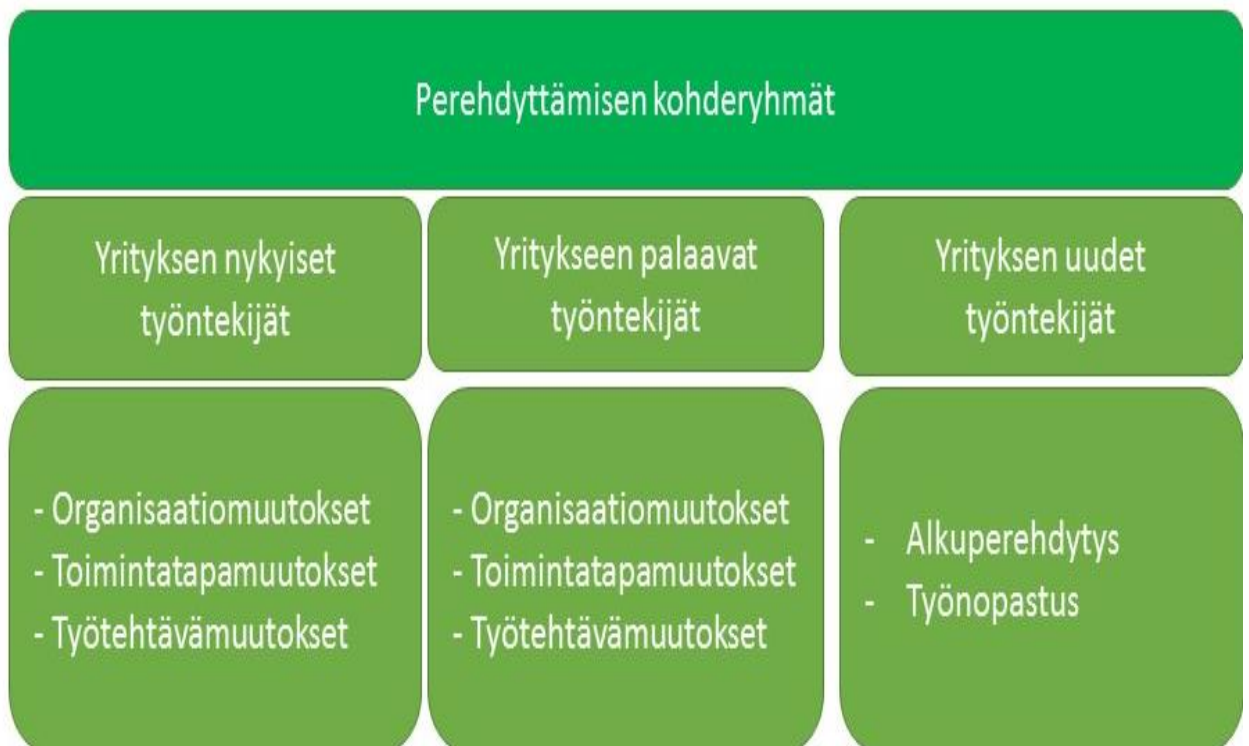 Perehdyttämisen kohderyhmät
Yrityksen nykyiset
työntekijät
Yritykseen palaavat
työntekijät
Yrityksen uudet
työntekijät
- Organisaatiomuutokset
- Toimintatapamuutokset
- Työtehtävämuutokset
- Organisaatiomuutokset
- Toimintatapamuutokset
- Työtehtävämuutokset
- Alkuperehdytys
- Työnopastus